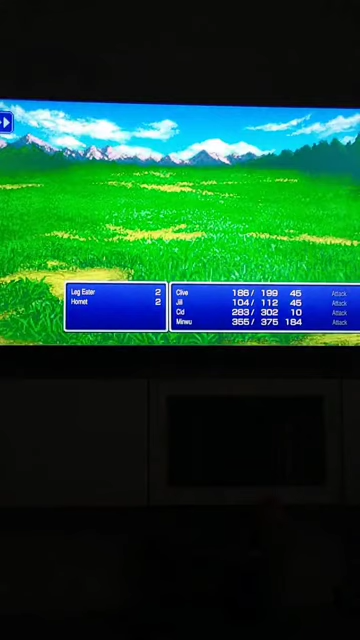 Leg Eater 2
Hornet 2
Clive 186/ 199 45 Attack
Jill 104/ 112 45 Attack
Cid 283/ 302 10 Attack
Minwu 355/ 375 184 Attack